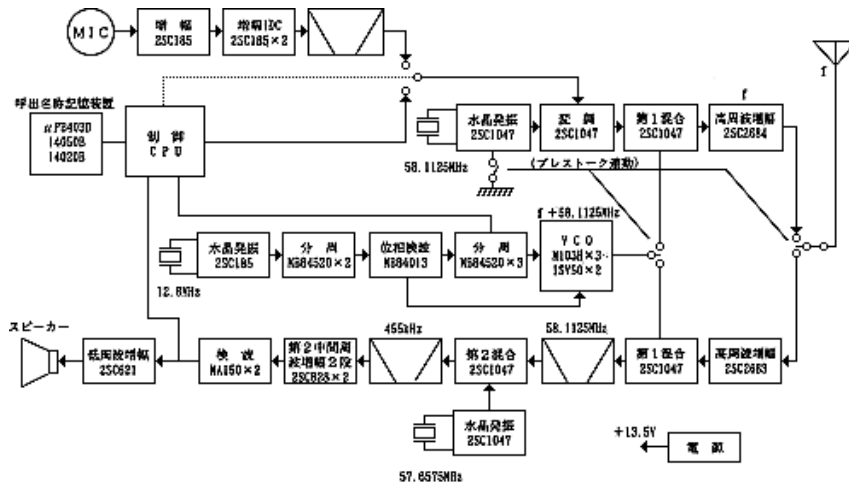 MIC
増 幅
2SC185
増幅IDC
2SC185×2
f
f
呼出名称記憶装置
μPB403D
14050B
14020B
制 御
CPU
水晶発振
2SC1047
変 調
2SC1047
第1混合
2SC1047
高周波増幅
2SC2684
58.1125MHz
(プレストーク連動)
f+58.1125MHz
水晶発振
2SC185
分 周
MB84520×2
位相検波
MB84013
分 周
MB84520×3
VCO
M103H×3
1SV50×2
12.8MHz
スピーカー
455kHz
58.1125MHz
低周波増幅
2SC621
検 波
MA150×2
第2中間周
波増幅2段
2SC828×2
第2混合
2SC1047
第1混合
2SC1047
高周波増幅
2SC2683
水晶発振
2SC1047
57.6575MHz
+13.5V
電 源